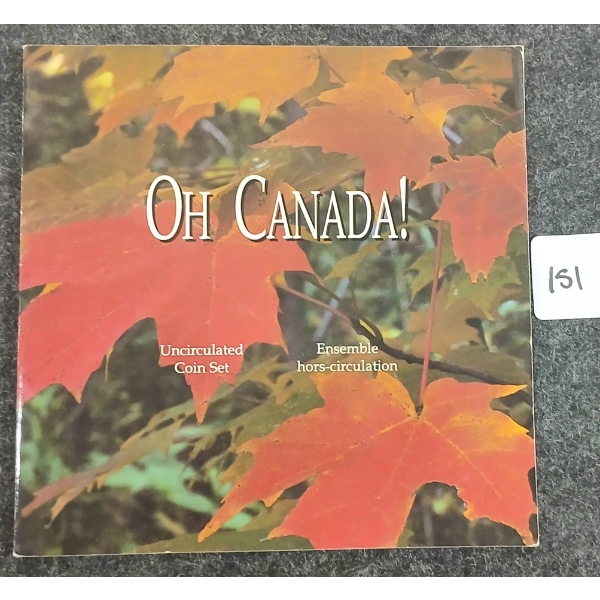 OH CANADA!
Uncirculated
Coin Set
Ensemble
hors-circulation
151